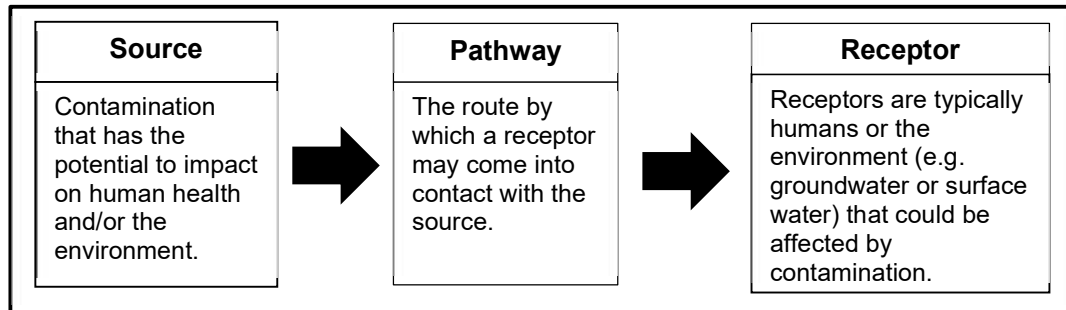 Source
Contamination
that has the
potential to impact
on human health
and/or the
environment.
Pathway
The route by
which a receptor
may come into
contact with the
source.
Receptor
Receptors are typically
humans or the
environment (e.g.
groundwater or surface
water) that could be
affected by
contamination.